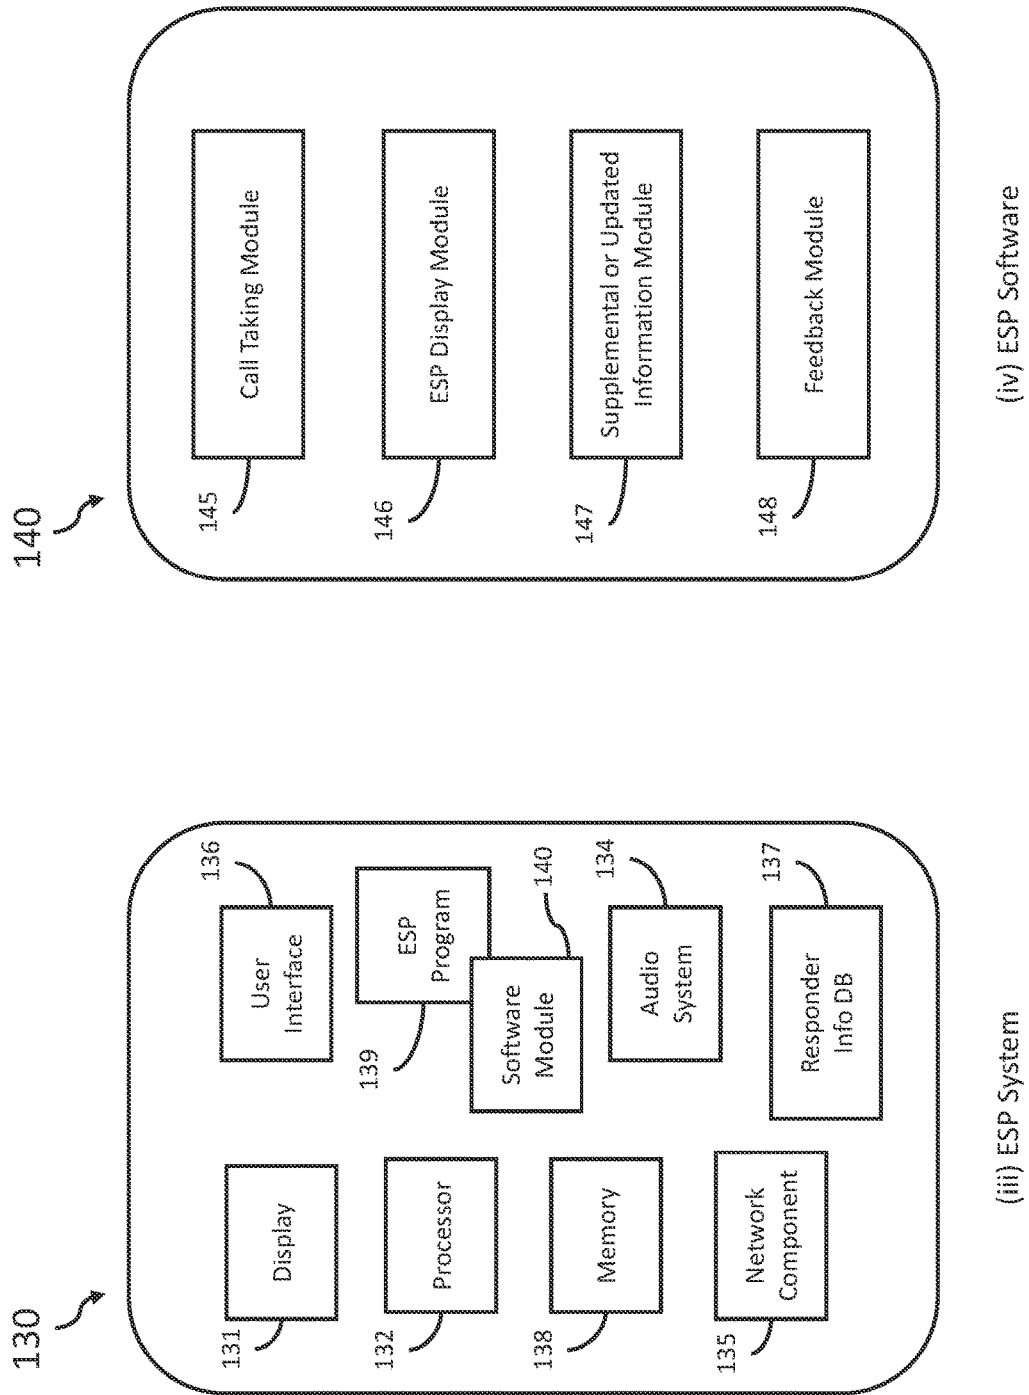 130
131
Display
136
User
Interface
132
Processor
139
ESP
Program
138
Memory
Software
Module
140
135
Network
Component
134
Audio
System
137
Responder
Info DB
(iii) ESP System
140
145
Call Taking Module
146
ESP Display Module
147
Supplemental or Updated
Information Module
148
Feedback Module
(iv) ESP Software